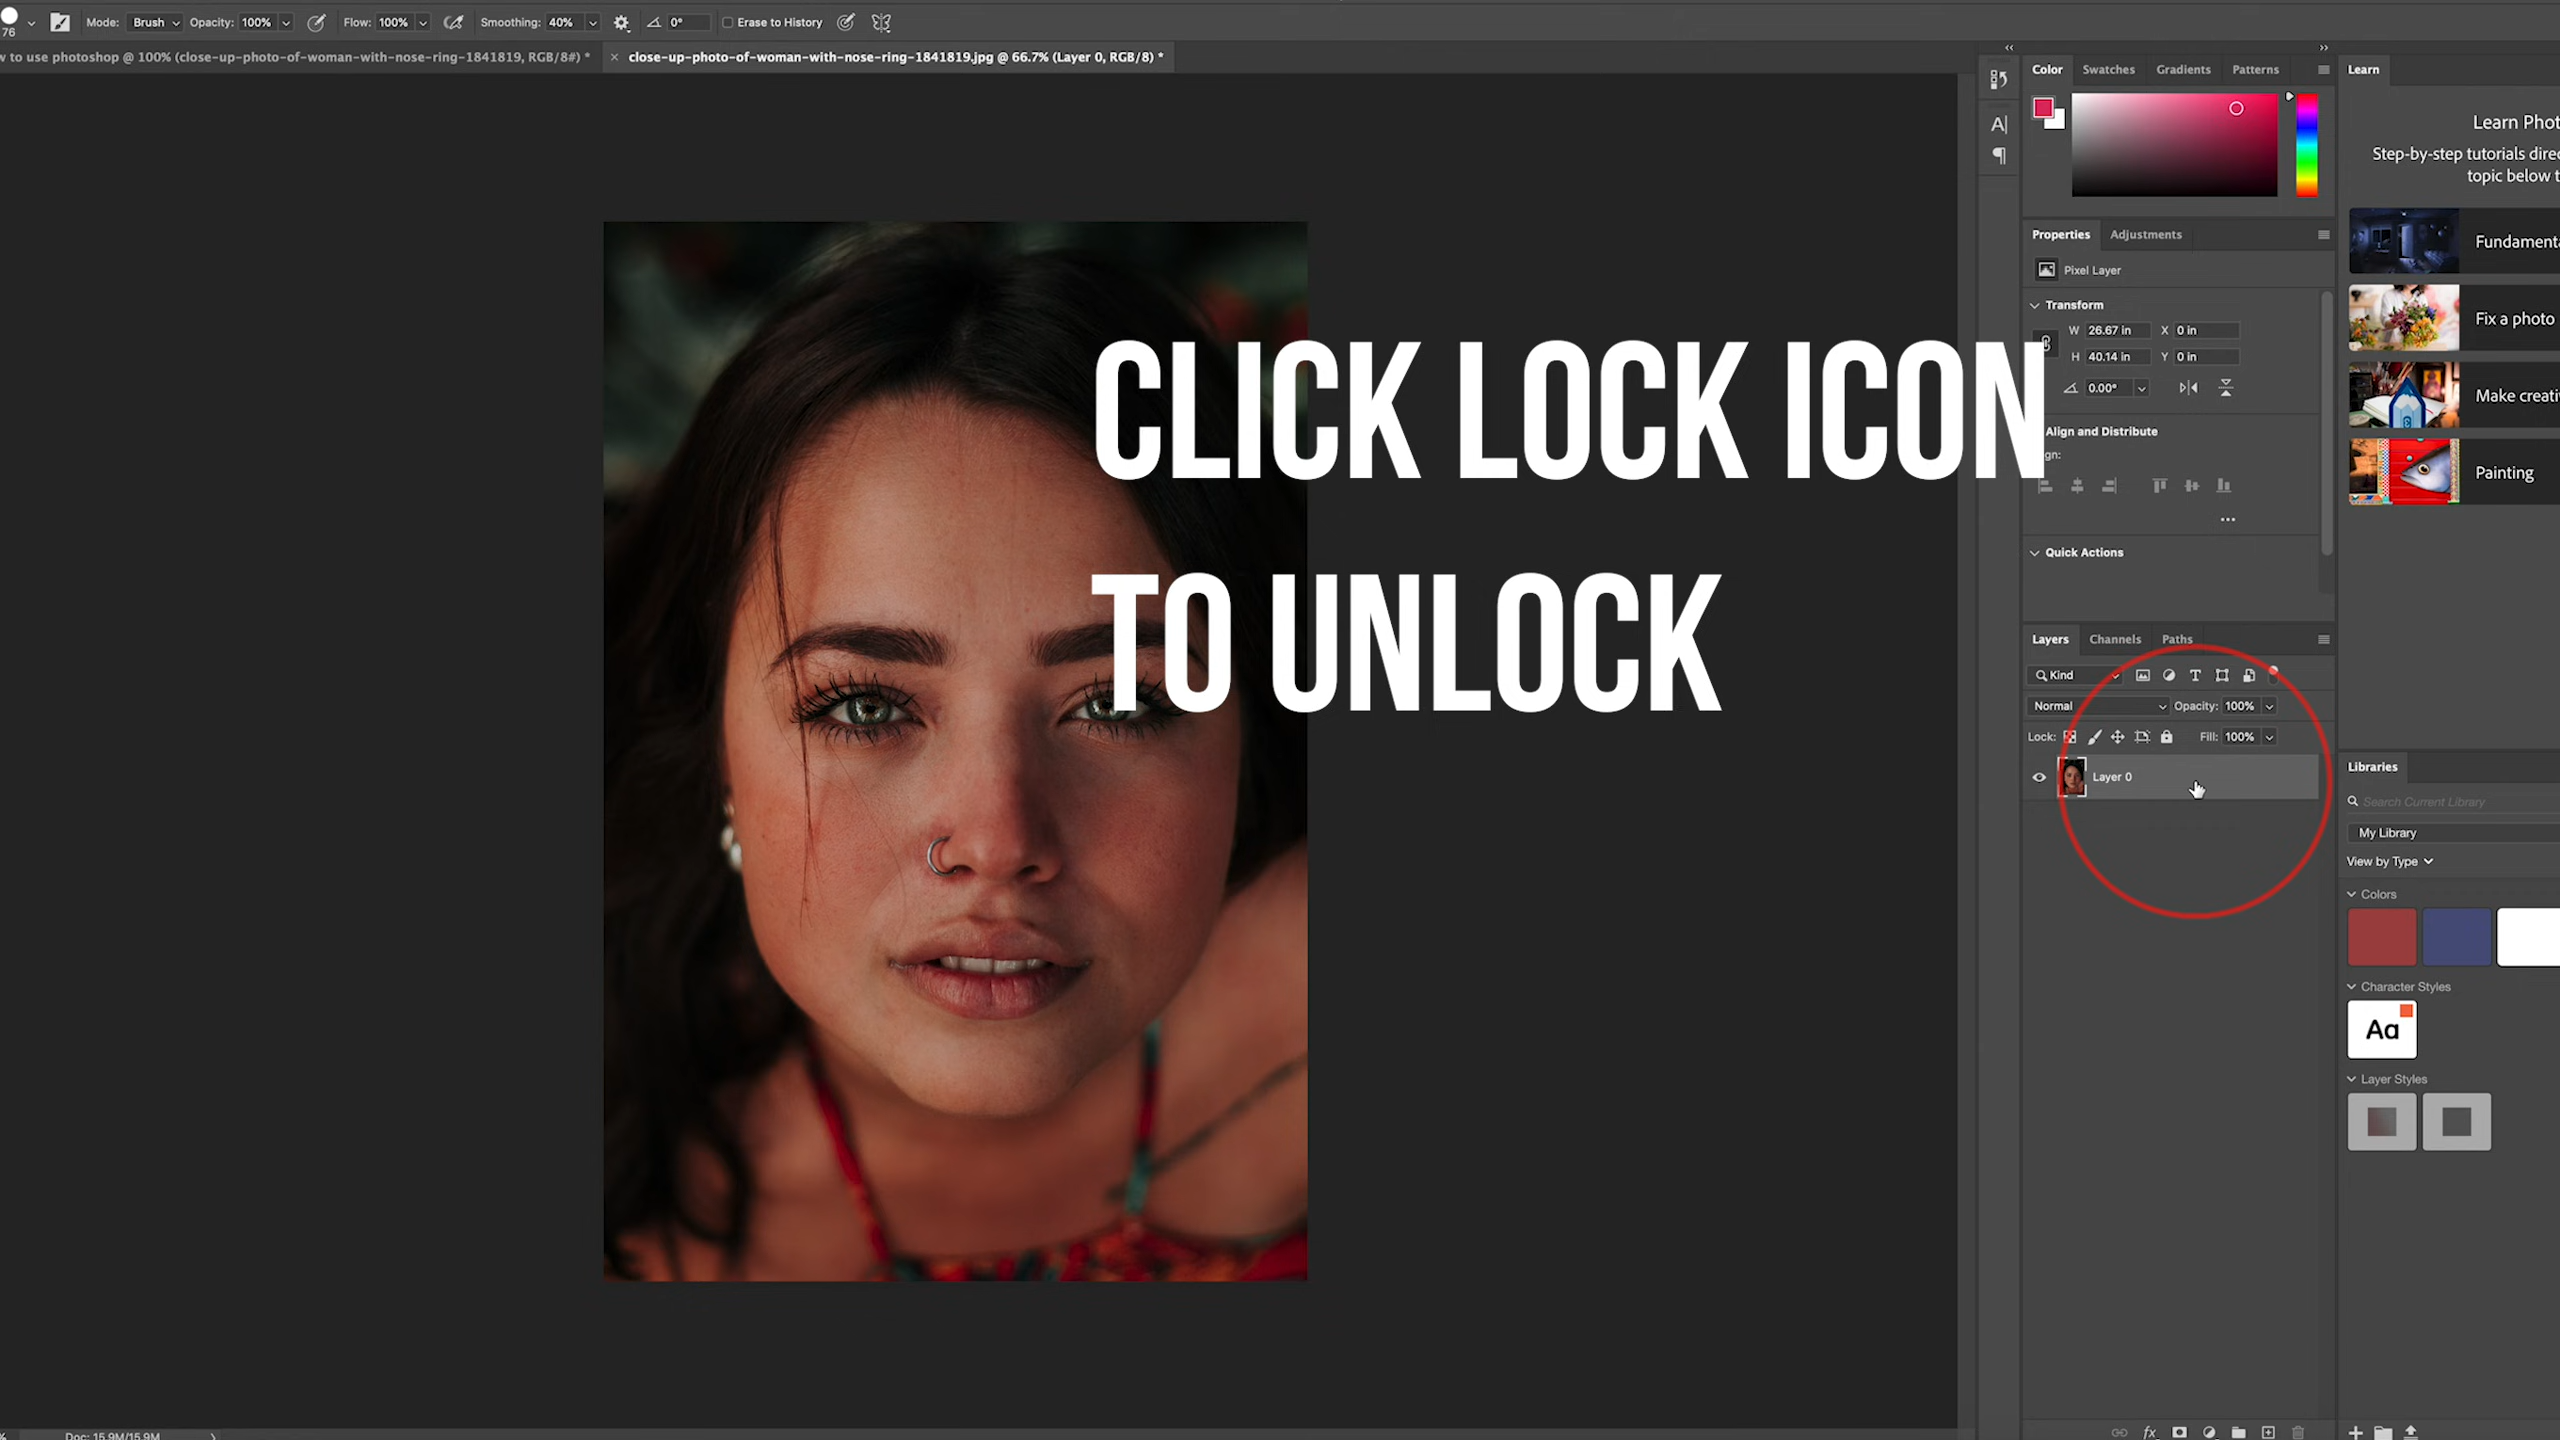 76
Mode: Brush Opacity: 100% Flow: 100% Smoothing: 40% 0° Erase to History
w to use photoshop @ 100% (close-up-photo-of-woman-with-nose-ring-1841819, RGB/8#) *
× close-up-photo-of-woman-with-nose-ring-1841819.jpg @ 66.7% (Layer 0, RGB/8) *
Color Swatches Gradients Patterns
Learn
Learn Phot
Step-by-step tutorials direc
topic below t
Fundamenta
Fix a photo
Make creati
Painting
Properties Adjustments
Pixel Layer
Transform
W 26.67 in X 0 in
H 40.14 in Y 0 in
0.00°
Align and Distribute
gn:
Quick Actions
CLICK LOCK ICON
TO UNLOCK
Layers Channels Paths
Kind
Normal Opacity: 100%
Lock: Fill: 100%
Layer 0
fx
Libraries
Search Current Library
My Library
View by Type
Colors
Character Styles
Aa
Layer Styles
% Doc: 15.9M/15.9M